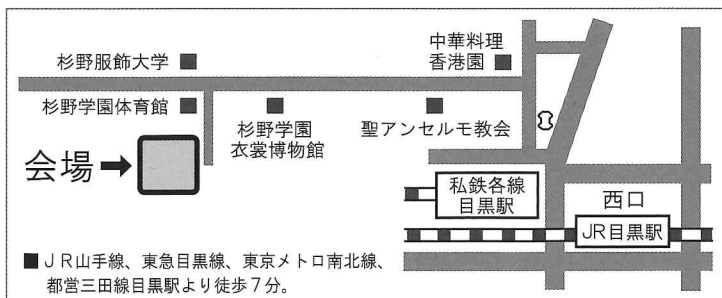 中華料理
香港園
杉野服飾大学
杉野学園体育館
杉野学園
衣裳博物館
聖アンセルモ教会
会場
私鉄各線
目黒駅
西口
JR目黒駅
■JR山手線、東急目黒線、東京メトロ南北線、
都営三田線目黒駅より徒歩7分。